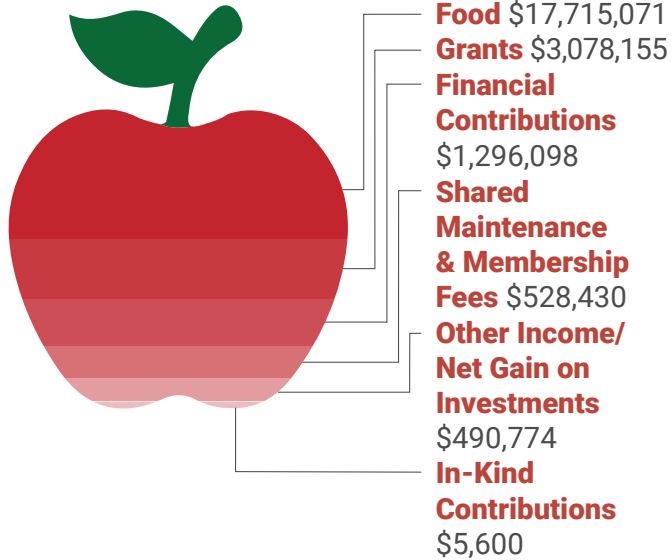 Food $17,715,071
Grants $3,078,155
Financial
Contributions
$1,296,098
Shared
Maintenance
& Membership
Fees $528,430
Other Income/
Net Gain on
Investments
$490,774
In-Kind
Contributions
$5,600